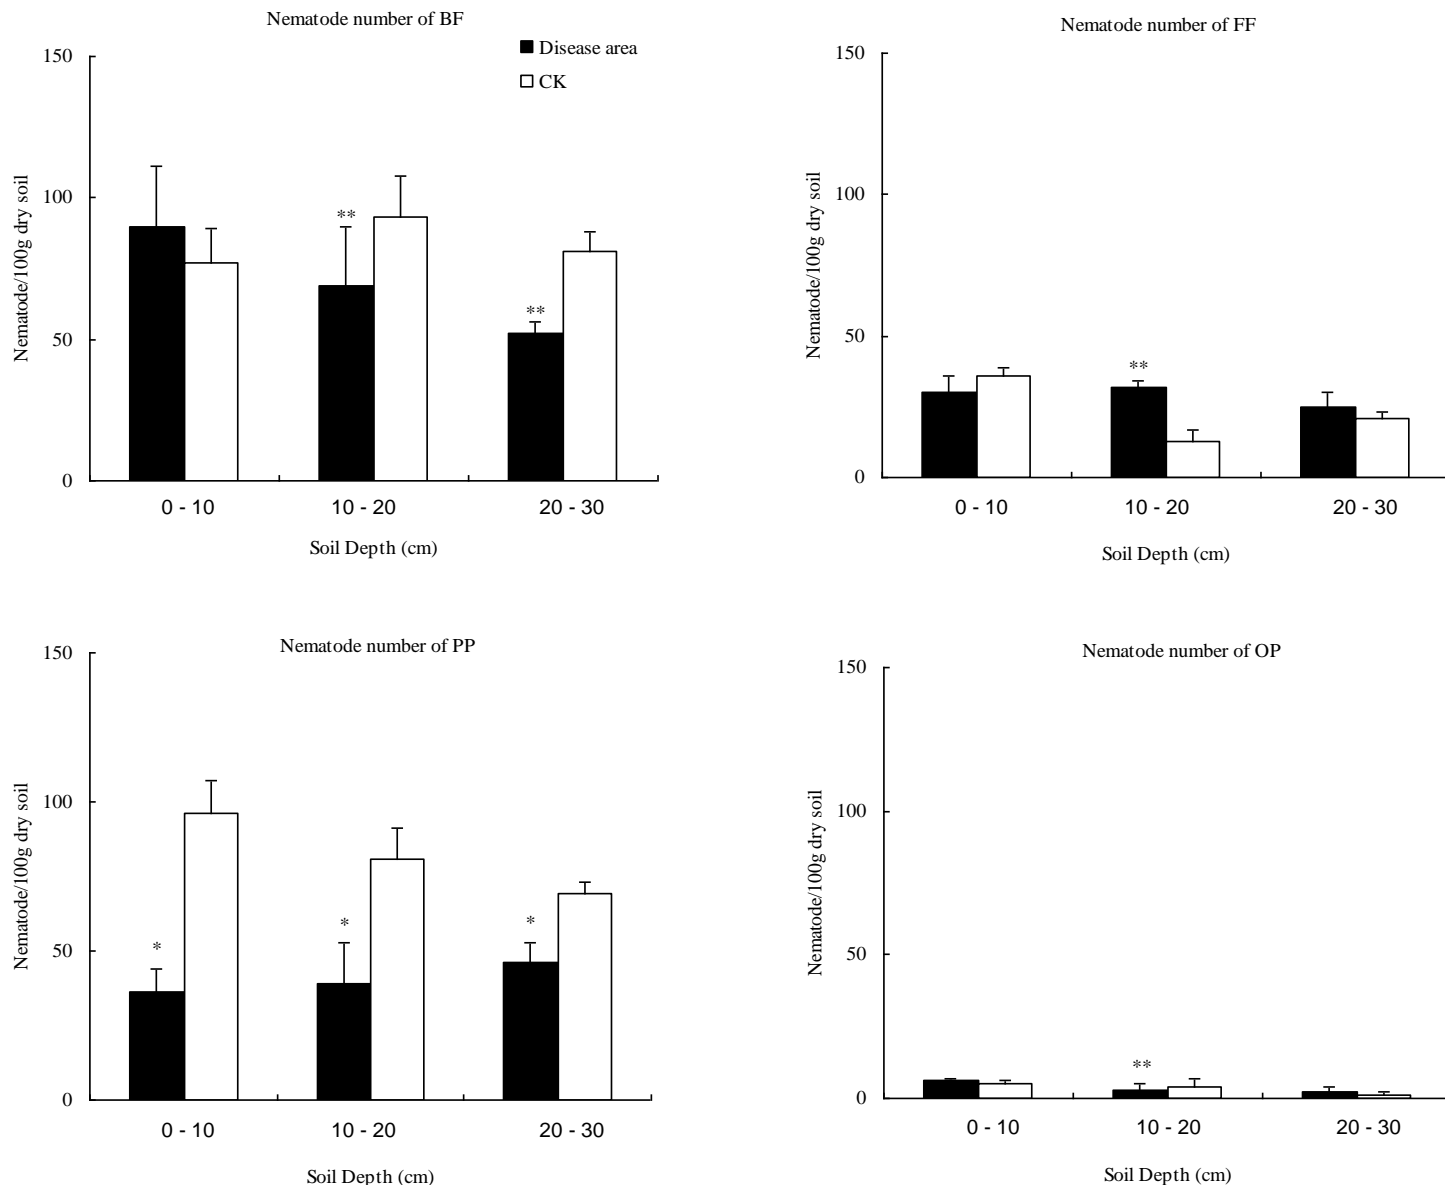 Nematode number of BF
Disease area
CK
Nematode/100g dry soil
150
100
50
0
**
**
0 - 10
10 - 20
20 - 30
Soil Depth (cm)
Nematode number of FF
Nematode/100g dry soil
150
100
50
0
**
0 - 10
10 - 20
20 - 30
Soil Depth (cm)
Nematode number of PP
Nematode/100g dry soil
150
100
50
0
*
*
*
0 - 10
10 - 20
20 - 30
Soil Depth (cm)
Nematode number of OP
Nematode/100g dry soil
150
100
50
0
**
0 - 10
10 - 20
20 - 30
Soil Depth (cm)